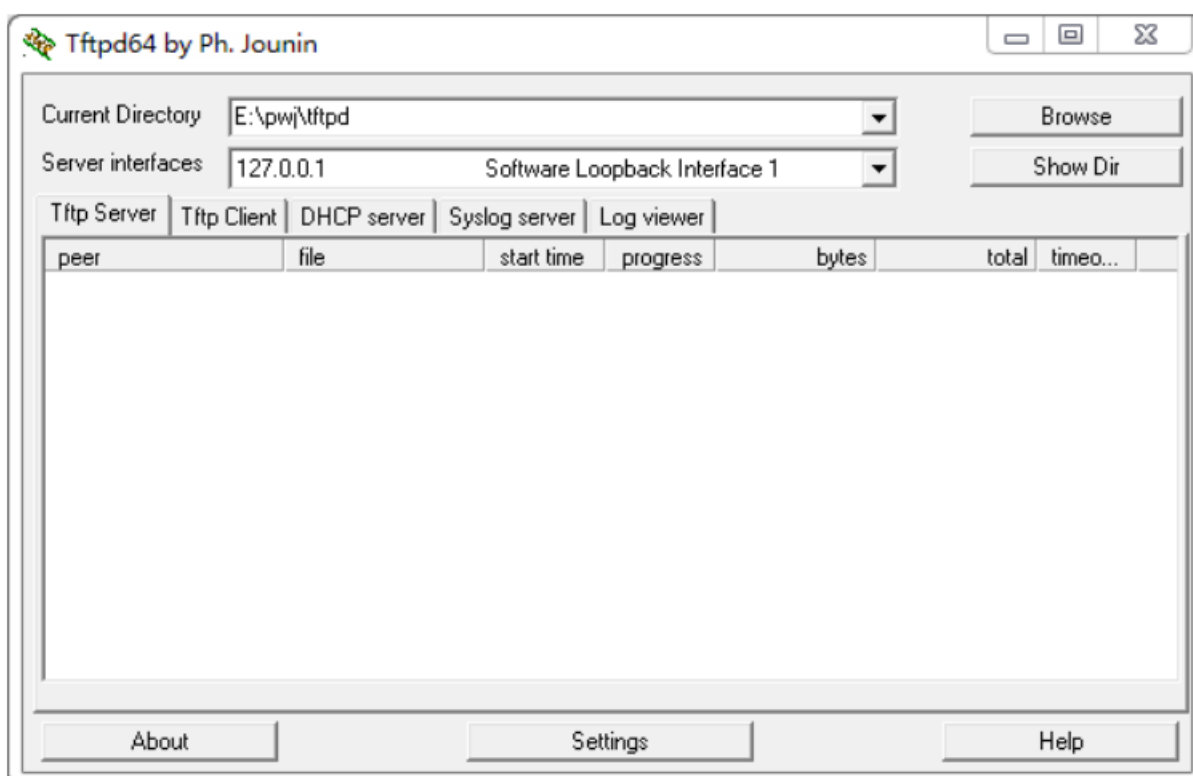 Tftpd64 by Ph. Jounin
Current Directory E:\pwj\tftpd Browse
Server interfaces 127.0.0.1 Software Loopback Interface 1 Show Dir
Tftp Server Tftp Client DHCP server Syslog server Log viewer
peer file start time progress bytes total timeo...
About Settings Help